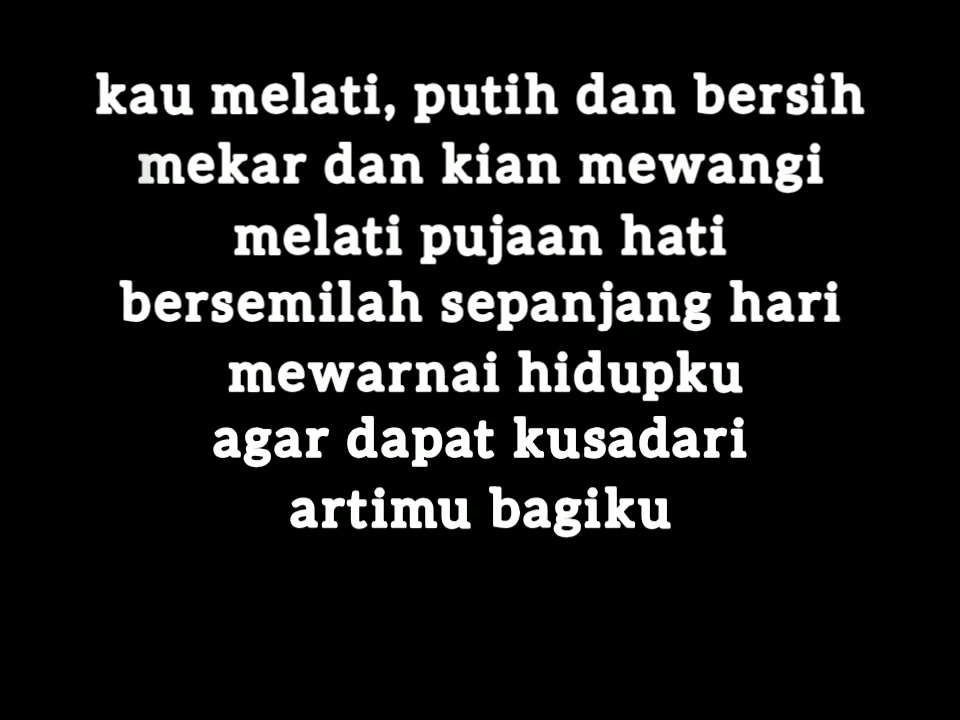 kau melati, putih dan bersih
mekar dan kian mewangi
melati pujaan hati
bersemilah sepanjang hari
mewarnai hidupku
agar dapat kusadari
artimu bagiku